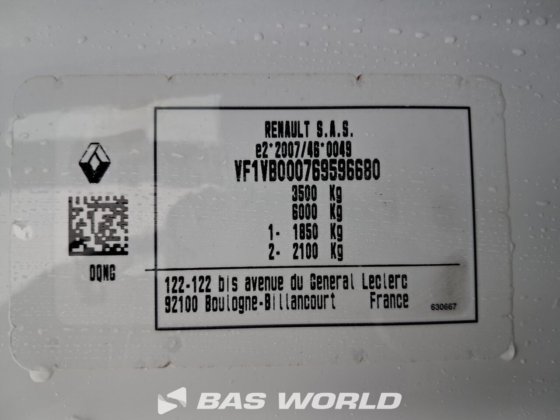 RENAULT S.A.S.
e2*2007/46*0049
VF1VB000769596680
3500 Kg
6000 Kg
1- 1850 Kg
2- 2100 Kg
OQNG
122-122 bis avenue du General Leclerc
92100 Boulogne-Billancourt France
630667
BAS WORLD